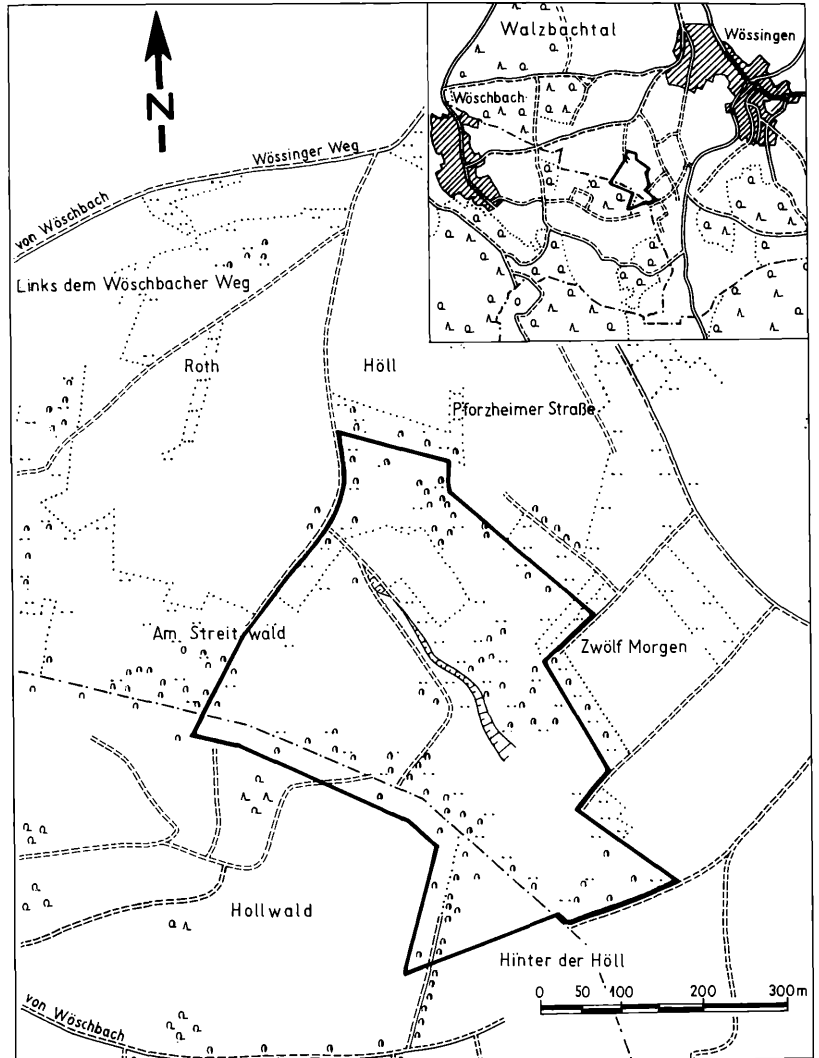 Walzbachtal
Wössingen
Wöschbach
N
Wössinger Weg
von Wöschbach
Links dem Wöschbacher Weg
Roth
Höll
Pforzheimer Straße
Am Streitwald
Zwölf Morgen
Hollwald
Hinter der Höll
von Wöschbach
0 50 100 200 300m